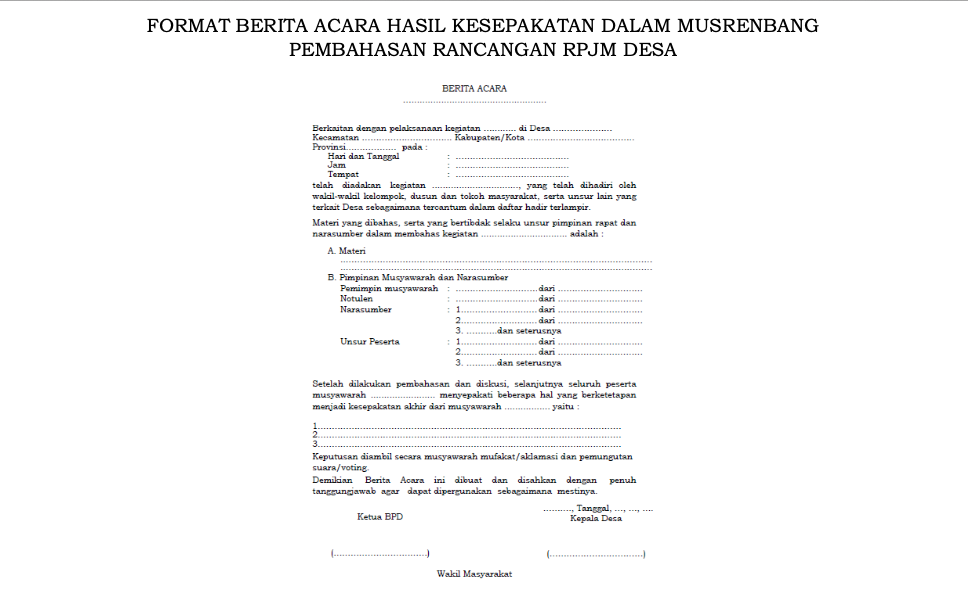 FORMAT BERITA ACARA HASIL KESEPAKATAN DALAM MUSRENBANG
PEMBAHASAN RANCANGAN RPJM DESA
BERITA ACARA
....................................................
Berkaitan dengan pelaksanaan kegiatan ............ di Desa ......................
Kecamatan ................................. Kabupaten/Kota .......................................
Provinsi................... pada :
Hari dan Tanggal : .........................................
Jam : .........................................
Tempat : .........................................
telah diadakan kegiatan ................................, yang telah dihadiri oleh
wakil-wakil kelompok, dusun dan tokoh masyarakat, serta unsur lain yang
terkait Desa sebagaimana tercantum dalam daftar hadir terlampir.
Materi yang dibahas, serta yang bertibdak selaku unsur pimpinan rapat dan
narasumber dalam membahas kegiatan ................................ adalah :
A. Materi
....................................................................................................................
....................................................................................................................
B. Pimpinan Musyawarah dan Narasumber
Pemimpin musyawarah : .............................. dari ...............................
Notulen : .............................. dari ...............................
Narasumber : 1............................ dari ...............................
2............................ dari ...............................
3. ...........dan seterusnya
Unsur Peserta : 1............................ dari ...............................
2............................ dari ...............................
3. ...........dan seterusnya
Setelah dilakukan pembahasan dan diskusi, selanjutnya seluruh peserta
musyawarah ........................ menyepakati beberapa hal yang berketetapan
menjadi kesepakatan akhir dari musyawarah ................. yaitu :
1................................................................................................................
2................................................................................................................
3................................................................................................................
Keputusan diambil secara musyawarah mufakat/aklamasi dan pemungutan
suara/voting.
Demikian Berita Acara ini dibuat dan disahkan dengan penuh
tanggungjawab agar dapat dipergunakan sebagaimana mestinya.
.........., Tanggal, ..., ..., ....
Ketua BPD Kepala Desa
(...................................) (...................................)
Wakil Masyarakat